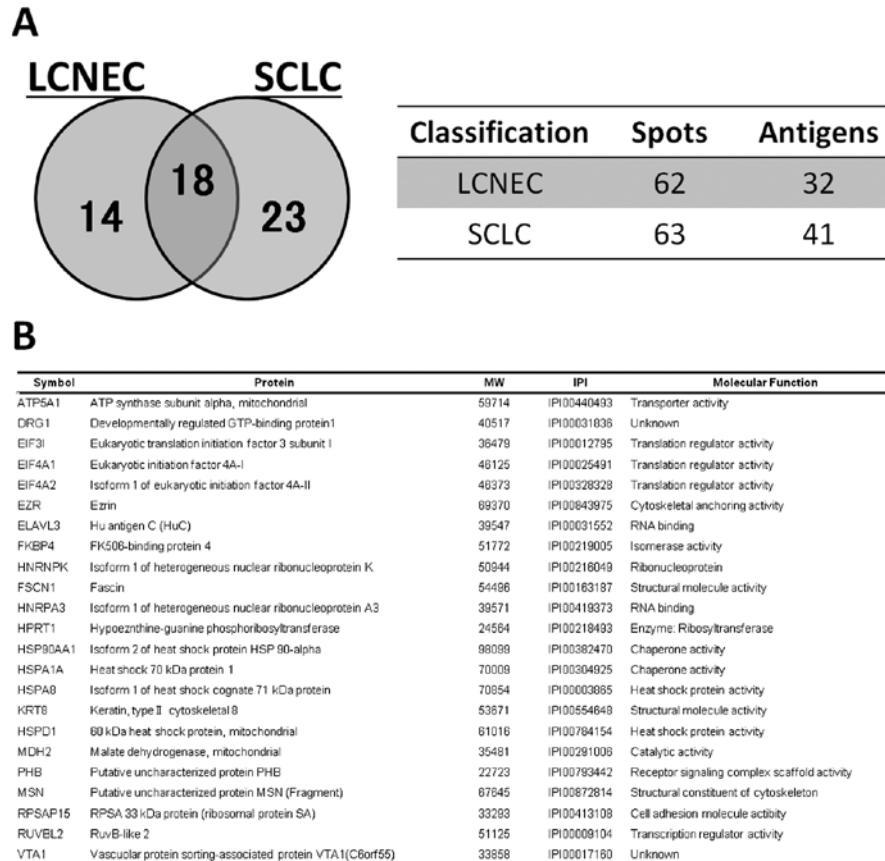 A
LCNEC SCLC
14 18 23
Classification Spots Antigens
LCNEC 62 32
SCLC 63 41
B
Symbol Protein MW IPI Molecular Function
ATP5A1 ATP synthase subunit alpha, mitochondrial 59714 IPI00440493 Transporter activity
DRG1 Developmentally regulated GTP-binding protein1 40517 IPI00031836 Unknown
EIF3I Eukaryotic translation initiation factor 3 subunit I 36479 IPI00012795 Translation regulator activity
EIF4A1 Eukaryotic initiation factor 4A-I 46125 IPI00025491 Translation regulator activity
EIF4A2 Isoform 1 of eukaryotic initiation factor 4A-II 46373 IPI00328328 Translation regulator activity
EZR Ezrin 69370 IPI00843975 Cytoskeletal anchoring activity
ELAVL3 Hu antigen C (HuC) 39547 IPI00031552 RNA binding
FKBP4 FK506-binding protein 4 51772 IPI00219005 Isomerase activity
HNRNPK Isoform 1 of heterogeneous nuclear ribonucleoprotein K 50944 IPI00216049 Ribonucleoprotein
FSCN1 Fascin 54496 IPI00163187 Structural molecule activity
HNRPA3 Isoform 1 of heterogeneous nuclear ribonucleoprotein A3 39571 IPI00419373 RNA binding
HPRT1 Hypoeznthine-guanine phosphoribosyltransferase 24564 IPI00218493 Enzyme: Ribosyltransferase
HSP90AA1 Isoform 2 of heat shock protein HSP 90-alpha 98099 IPI00382470 Chaperone activity
HSPA1A Heat shock 70 kDa protein 1 70009 IPI00304925 Chaperone activity
HSPA8 Isoform 1 of heat shock cognate 71 kDa protein 70854 IPI00003865 Heat shock protein activity
KRT8 Keratin, type II cytoskeletal 8 53671 IPI00554648 Structural molecule activity
HSPD1 60 kDa heat shock protein, mitochondrial 61016 IPI00784154 Heat shock protein activity
MDH2 Malate dehydrogenase, mitochondrial 35481 IPI00291006 Catalytic activity
PHB Putative uncharacterized protein PHB 22723 IPI00793442 Receptor signaling complex scaffold activity
MSN Putative uncharacterized protein MSN (Fragment) 67645 IPI00872814 Structural constituent of cytoskeleton
RPSAP15 RPSA 33 kDa protein (ribosomal protein SA) 33293 IPI00413108 Cell adhesion molecule actibity
RUVBL2 RuvB-like 2 51125 IPI00009104 Transcription regulator activity
VTA1 Vascuolar protein sorting-associated protein VTA1(C6orf55) 33858 IPI00017160 Unknown